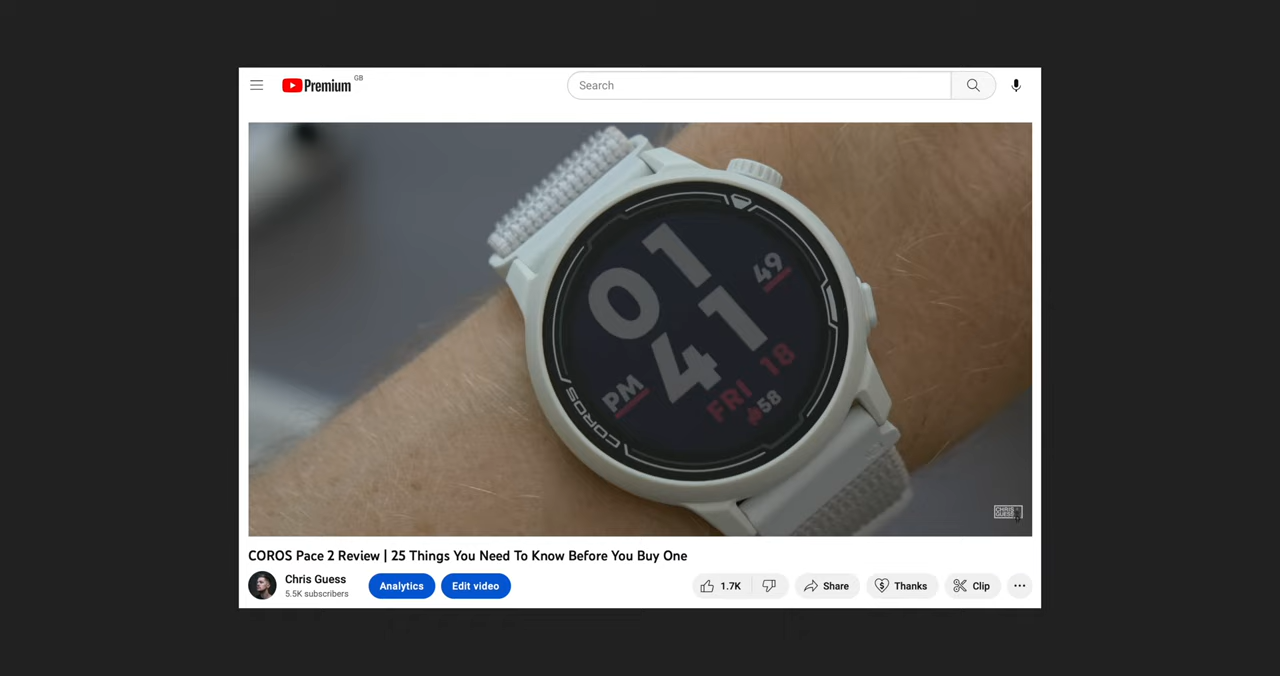 Premium GB
Search
01
49
41
PM
FRI 18
58
COROS
CHRIS
GUESS
COROS Pace 2 Review | 25 Things You Need To Know Before You Buy One
Chris Guess
5.5K subscribers
Analytics
Edit video
1.7K
Share
Thanks
Clip